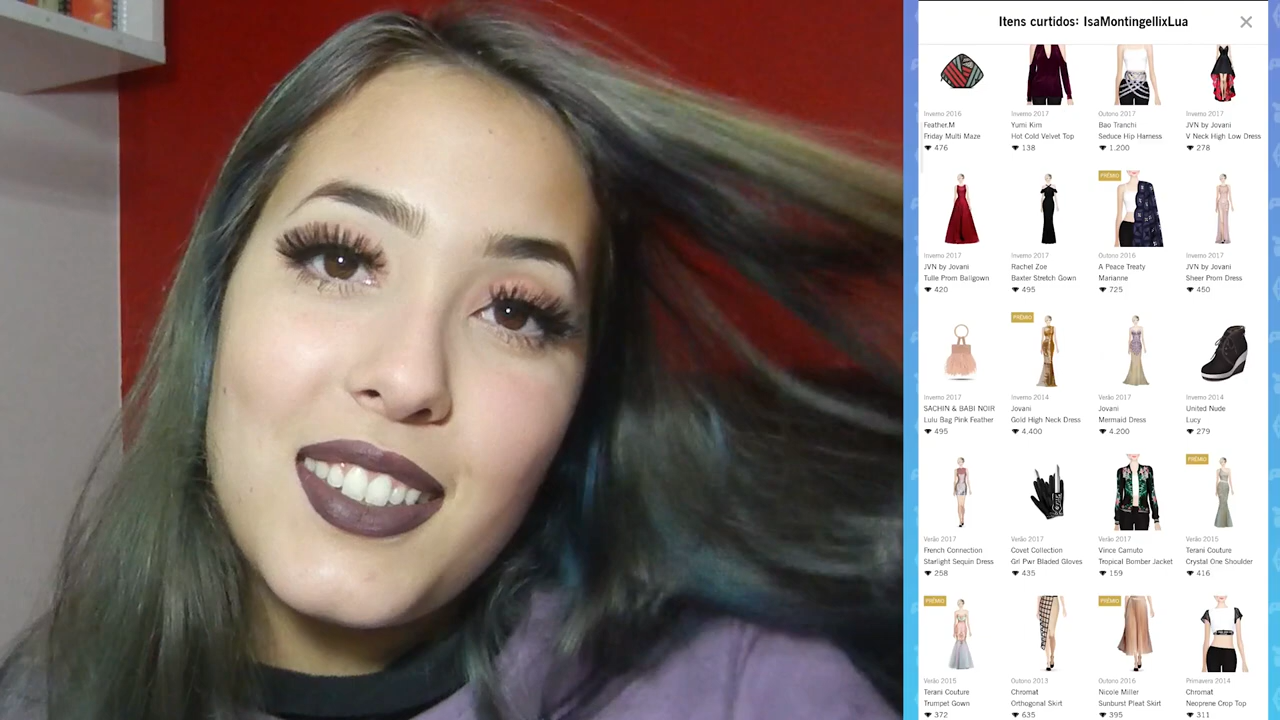 Itens curtidos: IsaMontingellixLua
Inverno 2016
Feather.M
Friday Multi Maze
476
Inverno 2017
Yumi Kim
Hot Cold Velvet Top
138
Outono 2016
Bao Tranchi
Seduce Hip Harness
1.200
Inverno 2017
JVN by Jovani
V Neck High Low Dress
278
Inverno 2017
JVN by Jovani
Tulle Prom Ballgown
420
Inverno 2017
Rachel Zoe
Baxter Stretch Gown
495
PRÊMIO
Outono 2016
A Peace Treaty
Marianne
725
Inverno 2017
JVN by Jovani
Sheer Prom Dress
450
Inverno 2017
SACHIN & BABI NOIR
Lulu Bag Pink Feather
495
PRÊMIO
Inverno 2014
Jovani
Gold High Neck Dress
4.400
Verão 2017
Jovani
Mermaid Dress
4.200
Inverno 2014
United Nude
Lucy
279
Verão 2017
French Connection
Starlight Sequin Dress
258
Verão 2017
Covet Collection
Grl Pwr Bladed Gloves
435
Verão 2017
Vince Camuto
Tropical Bomber Jacket
159
PRÊMIO
Verão 2015
Terani Couture
Crystal One Shoulder
416
PRÊMIO
Verão 2015
Terani Couture
Trumpet Gown
372
Outono 2013
Chromat
Orthogonal Skirt
635
PRÊMIO
Outono 2016
Nicole Miller
Sunburst Pleat Skirt
395
Primavera 2014
Chromat
Neoprene Crop Top
311